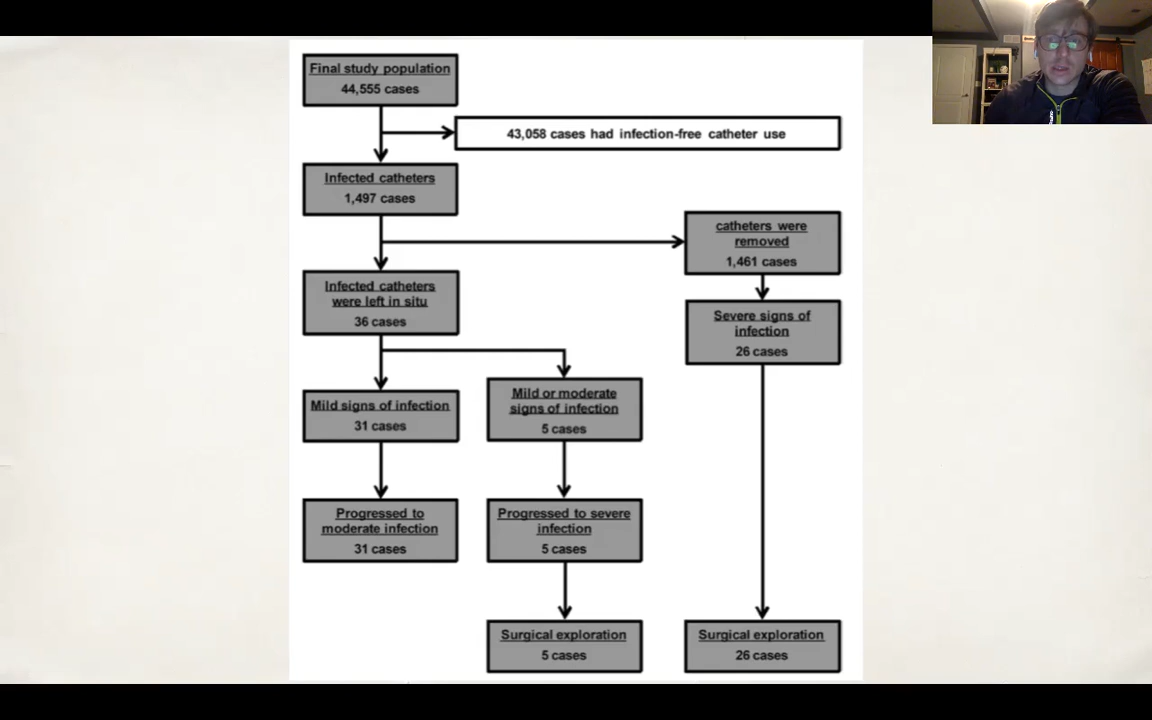 Final study population
44,555 cases
43,058 cases had infection-free catheter use
Infected catheters
1,497 cases
catheters were
removed
1,461 cases
Infected catheters
were left in situ
36 cases
Severe signs of
infection
26 cases
Mild signs of infection
31 cases
Mild or moderate
signs of infection
5 cases
Progressed to
moderate infection
31 cases
Progressed to severe
infection
5 cases
Surgical exploration
5 cases
Surgical exploration
26 cases